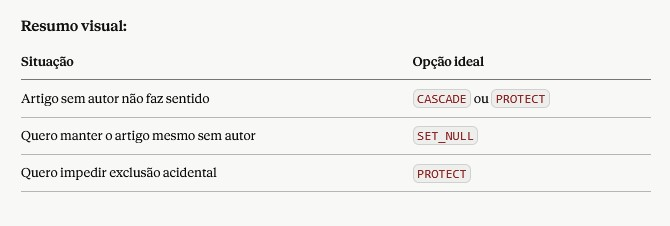 Resumo visual:
Situação Opção ideal
Artigo sem autor não faz sentido CASCADE ou PROTECT
Quero manter o artigo mesmo sem autor SET_NULL
Quero impedir exclusão acidental PROTECT